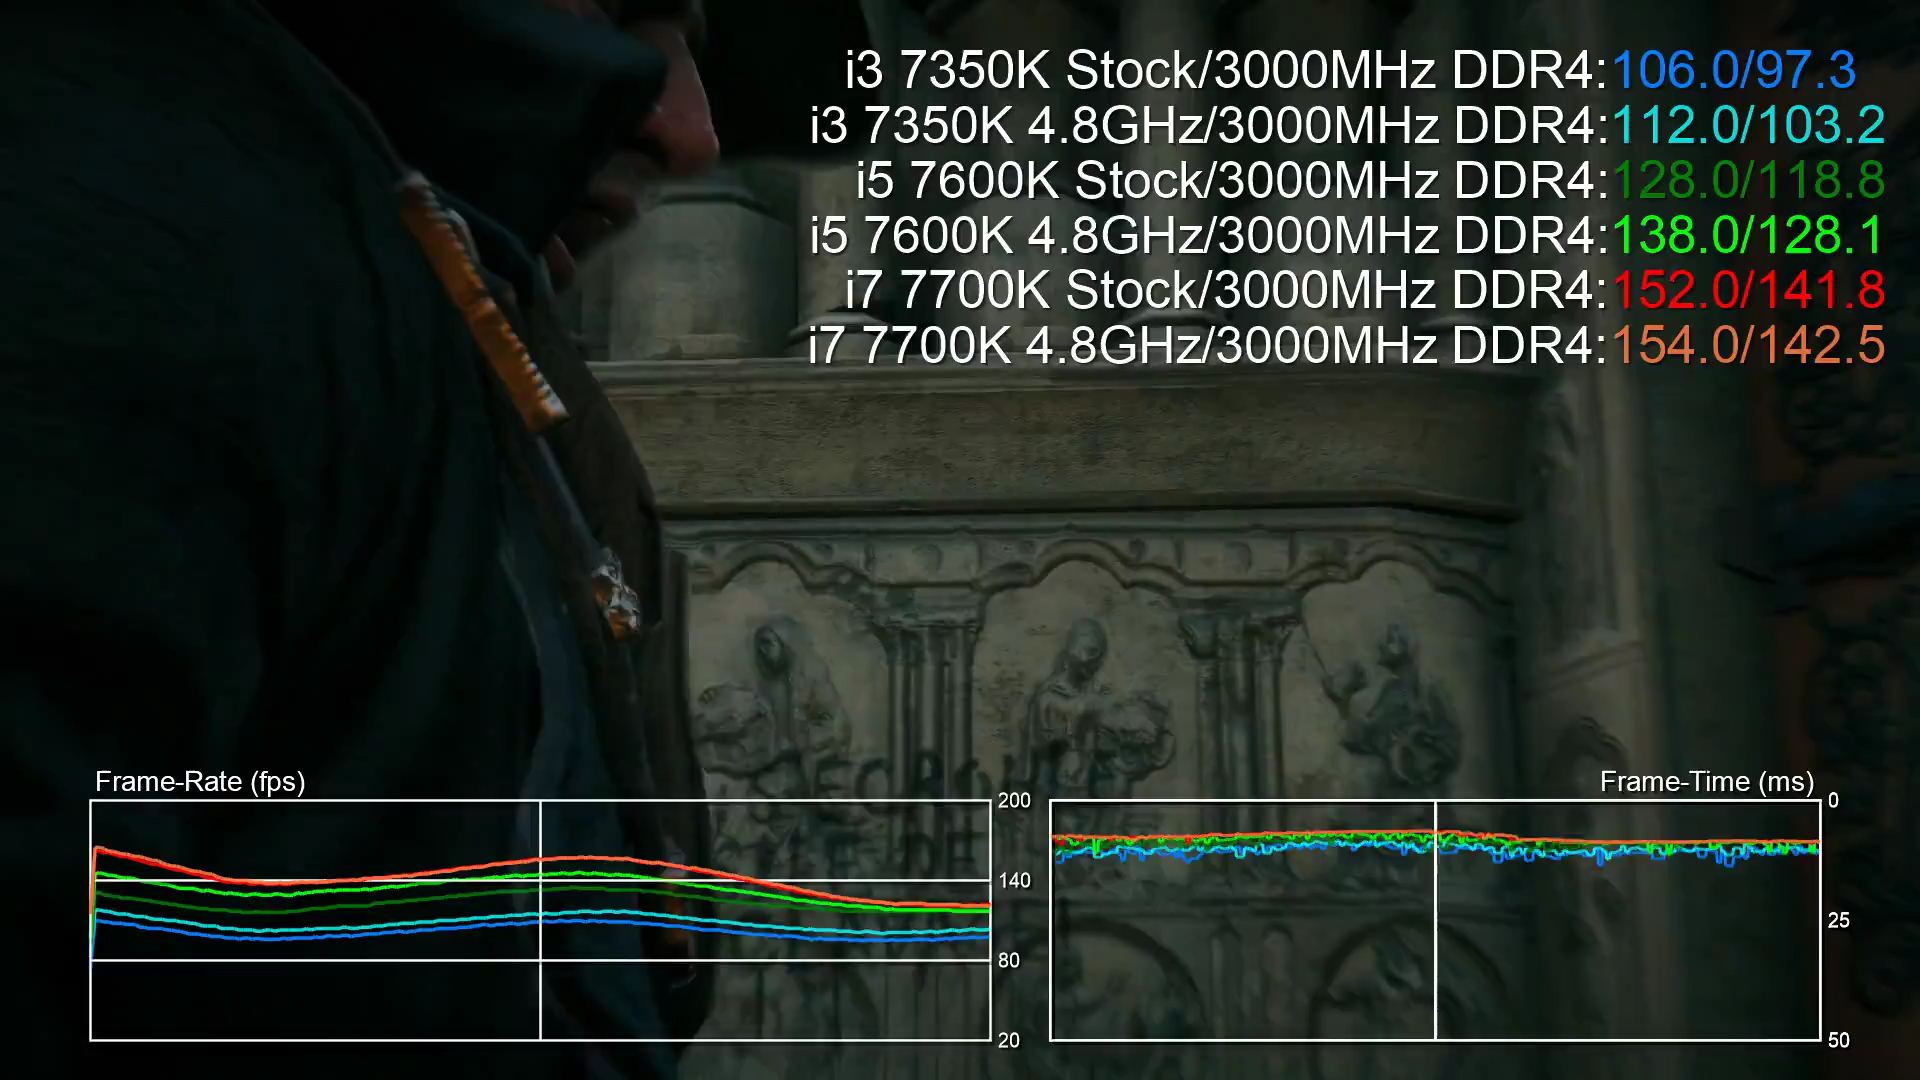 i3 7350K Stock/3000MHz DDR4:106.0/97.3
i3 7350K 4.8GHz/3000MHz DDR4:112.0/103.2
i5 7600K Stock/3000MHz DDR4:128.0/118.8
i5 7600K 4.8GHz/3000MHz DDR4:138.0/128.1
i7 7700K Stock/3000MHz DDR4:152.0/141.8
i7 7700K 4.8GHz/3000MHz DDR4:154.0/142.5
Frame-Rate (fps)
200
140
80
20
Frame-Time (ms)
0
25
50